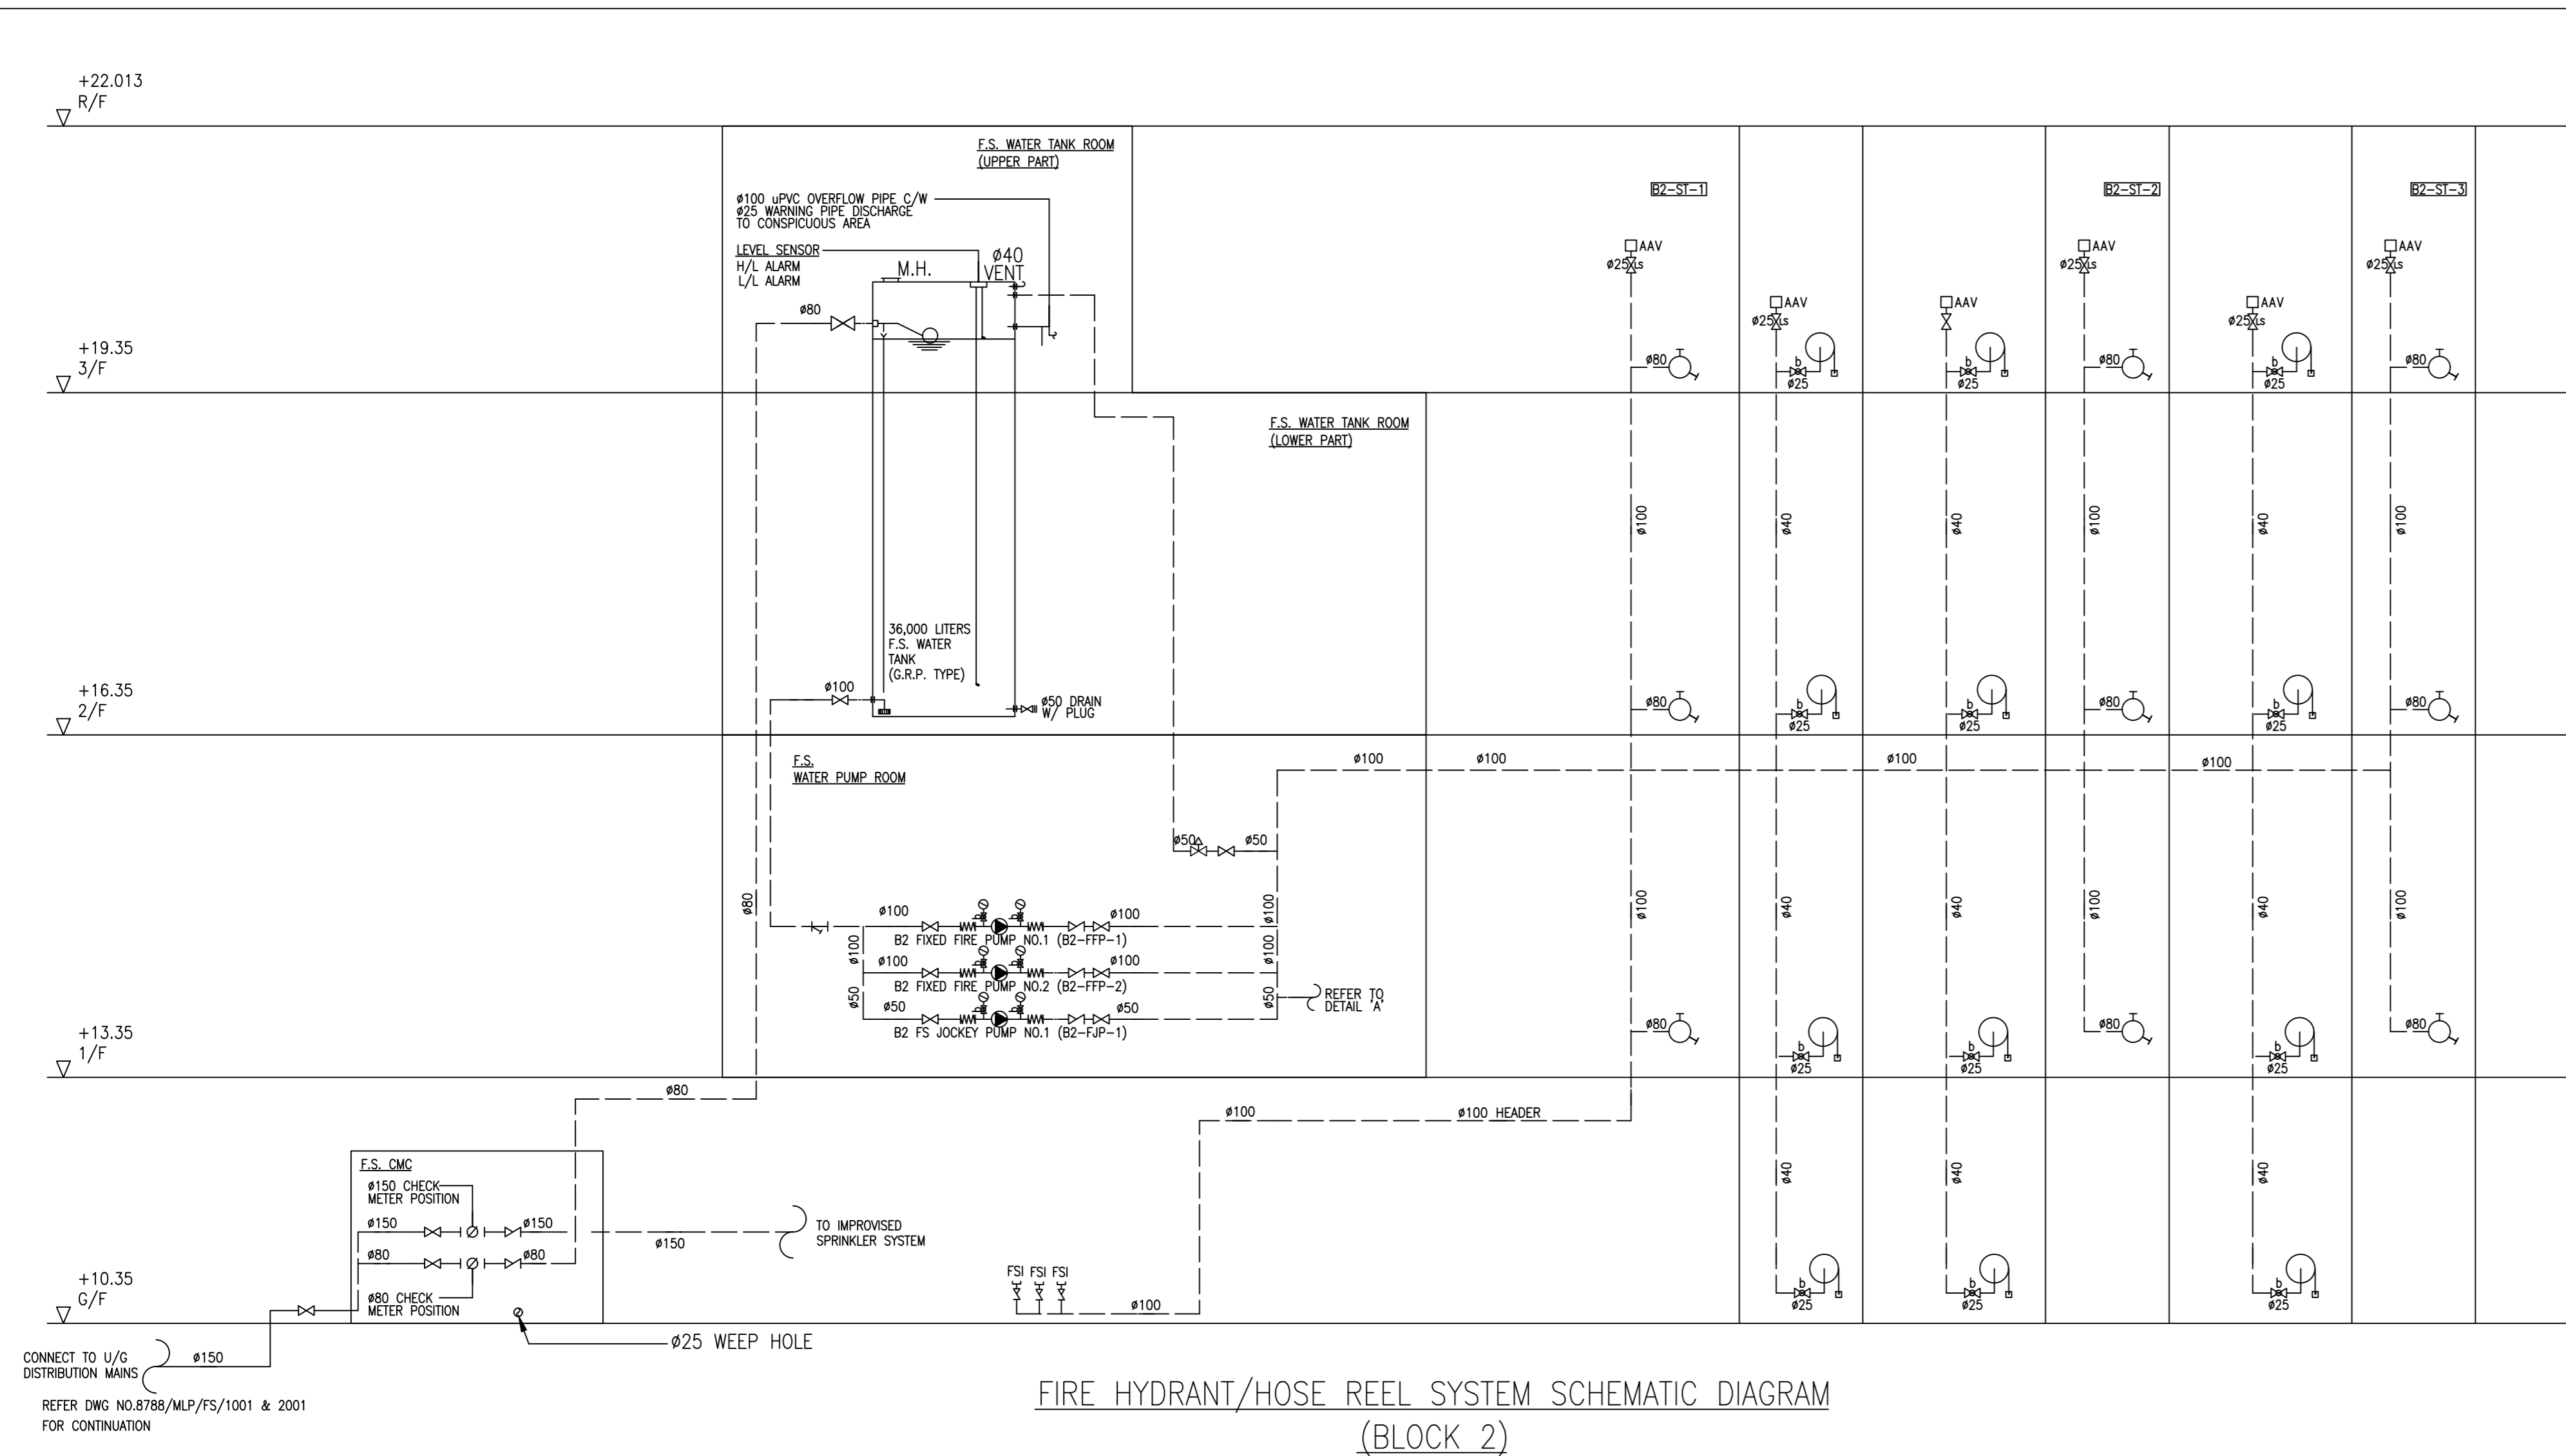 +22.013
R/F
F.S. WATER TANK ROOM
(UPPER PART)
ø100 uPVC OVERFLOW PIPE C/W
ø25 WARNING PIPE DISCHARGE
TO CONSPICUOUS AREA
LEVEL SENSOR
H/L ALARM
L/L ALARM
M.H.
ø40
VENT
ø80
B2-ST-1
B2-ST-2
B2-ST-3
AAV
AAV
AAV
ø25
LS
ø25
LS
ø25
LS
AAV
AAV
AAV
ø25
LS
ø25
LS
+19.35
3/F
ø80
b
ø25
b
ø25
ø80
b
ø25
ø80
F.S. WATER TANK ROOM
(LOWER PART)
ø100
ø40
ø40
ø100
ø40
ø100
36,000 LITERS
F.S. WATER
TANK
(G.R.P. TYPE)
ø100
ø50 DRAIN
W/ PLUG
+16.35
2/F
ø80
b
ø25
b
ø25
ø80
b
ø25
ø80
F.S.
WATER PUMP ROOM
ø100
ø100
ø100
ø100
ø50
ø50
ø80
ø100
ø100
ø100
B2 FIXED FIRE PUMP NO.1 (B2-FFP-1)
ø100
ø100
ø100
ø100
B2 FIXED FIRE PUMP NO.2 (B2-FFP-2)
ø50
ø50
ø50
ø50
B2 FS JOCKEY PUMP NO.1 (B2-FJP-1)
REFER TO
DETAIL 'A'
ø100
ø40
ø40
ø100
ø40
ø100
+13.35
1/F
ø80
b
ø25
b
ø25
ø80
b
ø25
ø80
ø80
ø100
ø100 HEADER
F.S. CMC
ø150 CHECK
METER POSITION
ø150
ø150
ø80
ø80
ø80 CHECK
METER POSITION
ø150
TO IMPROVISED
SPRINKLER SYSTEM
ø40
ø40
ø40
+10.35
G/F
FSI FSI FSI
ø100
b
ø25
b
ø25
b
ø25
ø25 WEEP HOLE
CONNECT TO U/G
DISTRIBUTION MAINS
ø150
REFER DWG NO.8788/MLP/FS/1001 & 2001
FOR CONTINUATION
FIRE HYDRANT/HOSE REEL SYSTEM SCHEMATIC DIAGRAM
(BLOCK 2)